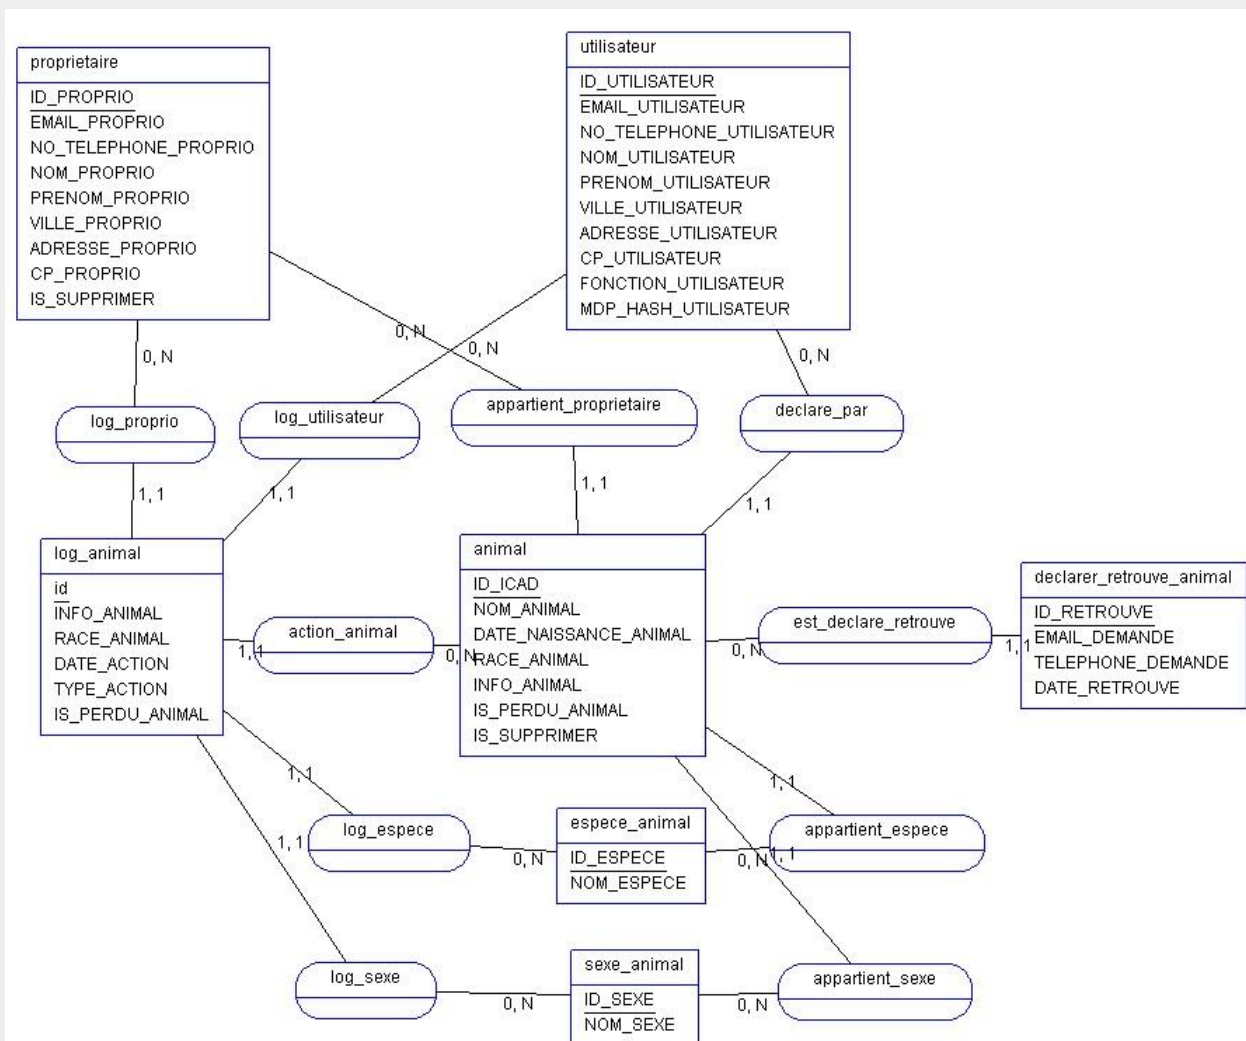 proprietaire
ID_PROPRIO
EMAIL_PROPRIO
NO_TELEPHONE_PROPRIO
NOM_PROPRIO
PRENOM_PROPRIO
VILLE_PROPRIO
ADRESSE_PROPRIO
CP_PROPRIO
IS_SUPPRIMER
utilisateur
ID_UTILISATEUR
EMAIL_UTILISATEUR
NO_TELEPHONE_UTILISATEUR
NOM_UTILISATEUR
PRENOM_UTILISATEUR
VILLE_UTILISATEUR
ADRESSE_UTILISATEUR
CP_UTILISATEUR
FONCTION_UTILISATEUR
MDP_HASH_UTILISATEUR
0, N
0, N
0, N
0, N
log_proprio
log_utilisateur
appartient_proprietaire
declare_par
1, 1
1, 1
1, 1
1, 1
log_animal
id
INFO_ANIMAL
RACE_ANIMAL
DATE_ACTION
TYPE_ACTION
IS_PERDU_ANIMAL
1, 1
action_animal
0, N
animal
ID_ICAD
NOM_ANIMAL
DATE_NAISSANCE_ANIMAL
RACE_ANIMAL
INFO_ANIMAL
IS_PERDU_ANIMAL
IS_SUPPRIMER
0, N
est_declare_retrouve
1, 1
declarer_retrouve_animal
ID_RETROUVE
EMAIL_DEMANDE
TELEPHONE_DEMANDE
DATE_RETROUVE
1, 1
1, 1
1, 1
log_espece
0, N
espece_animal
ID_ESPECE
NOM_ESPECE
0, N
1, 1
appartient_espece
log_sexe
0, N
sexe_animal
ID_SEXE
NOM_SEXE
0, N
appartient_sexe